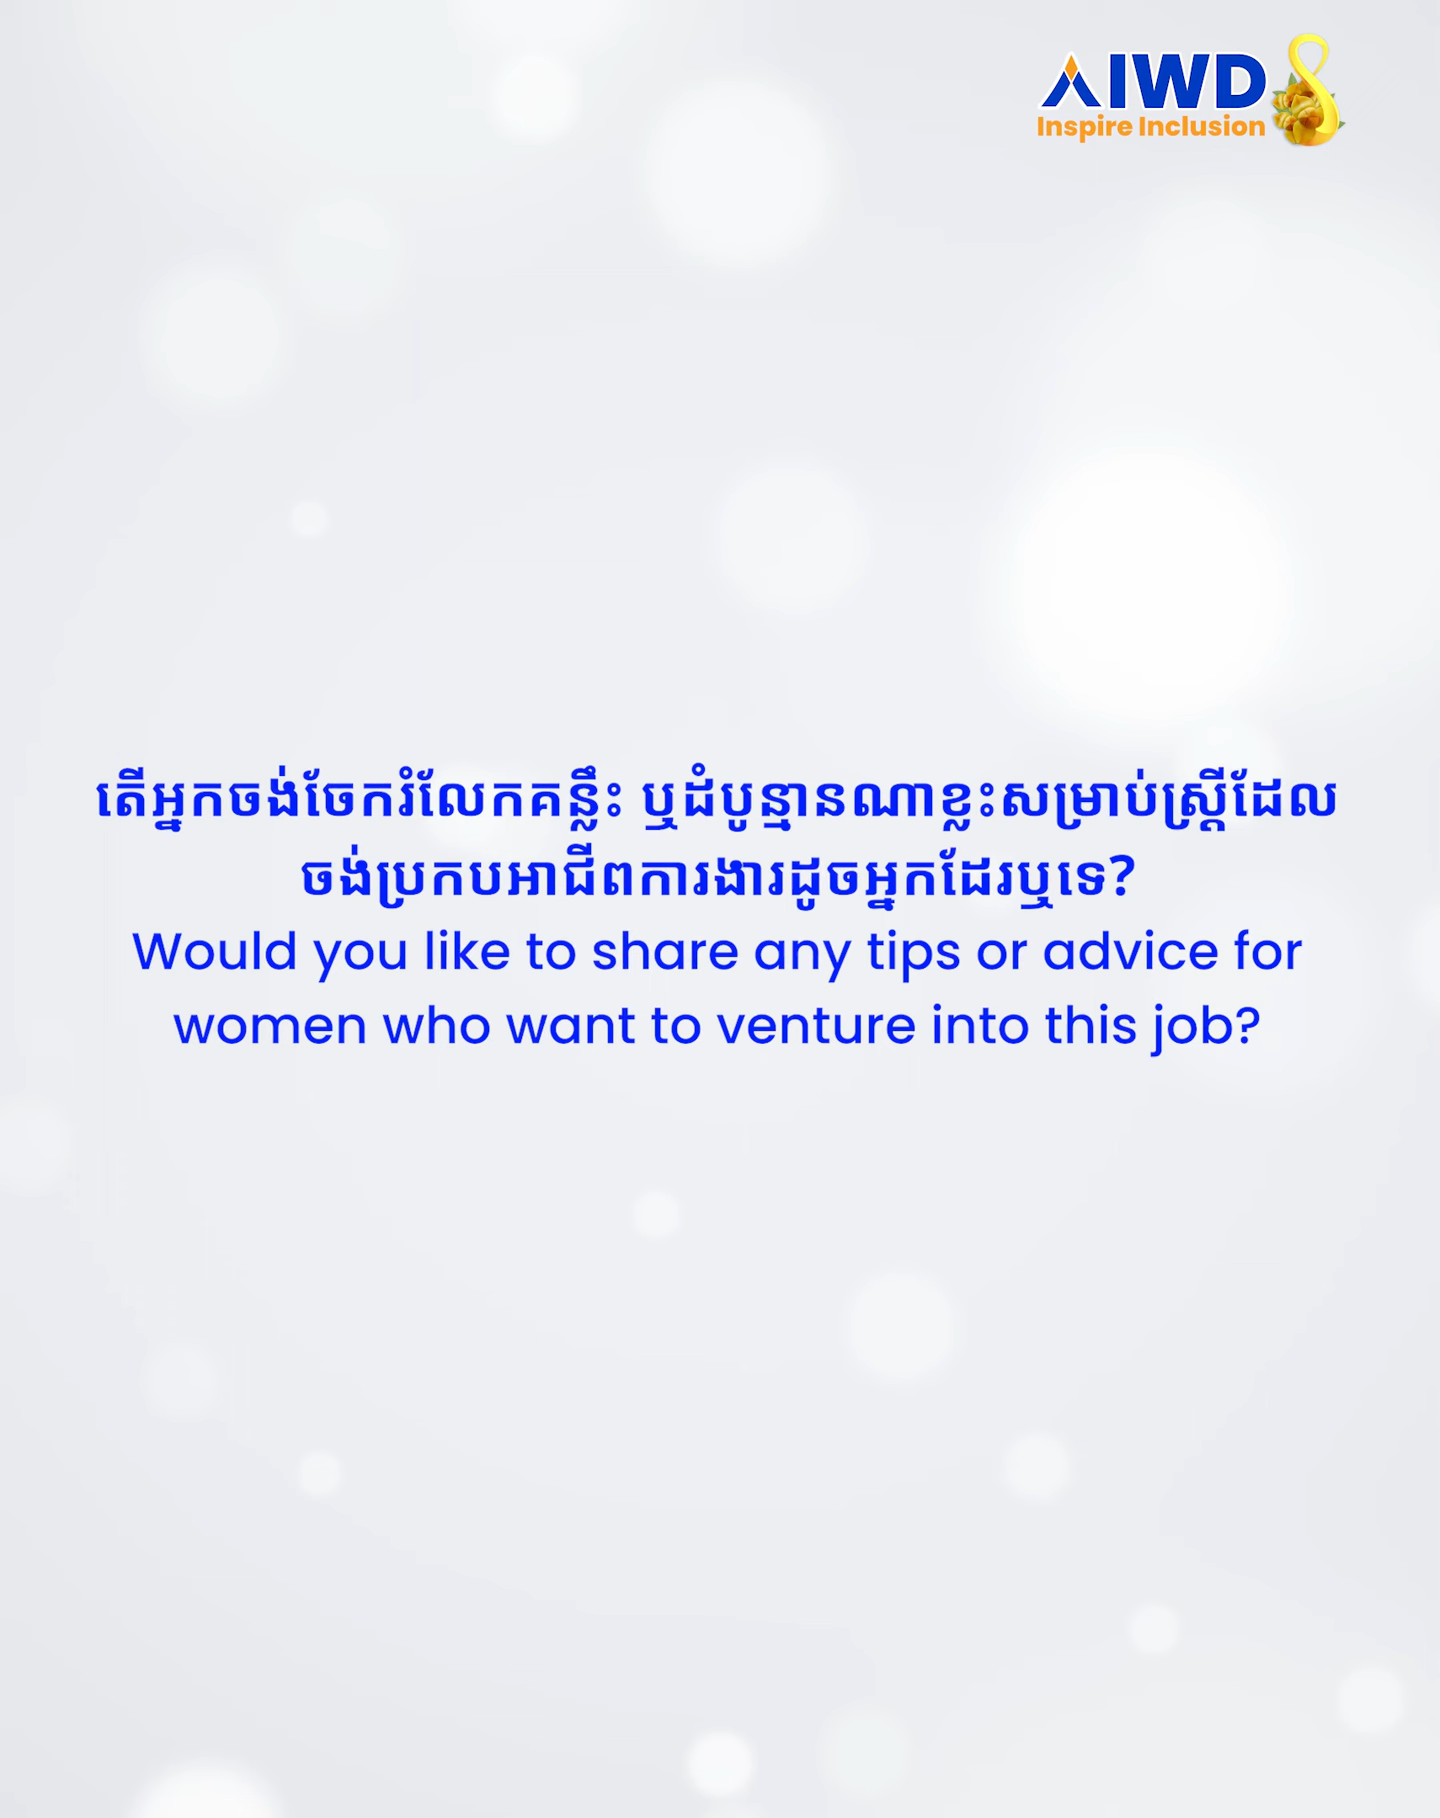 IWD
Inspire Inclusion
តើអ្នកចង់ចែករំលែកគន្លឹះ ឬដំបូន្មានណាខ្លះសម្រាប់ស្ត្រីដែល
ចង់ប្រកបអាជីពការងារដូចអ្នកដែរឬទេ?
Would you like to share any tips or advice for
women who want to venture into this job?